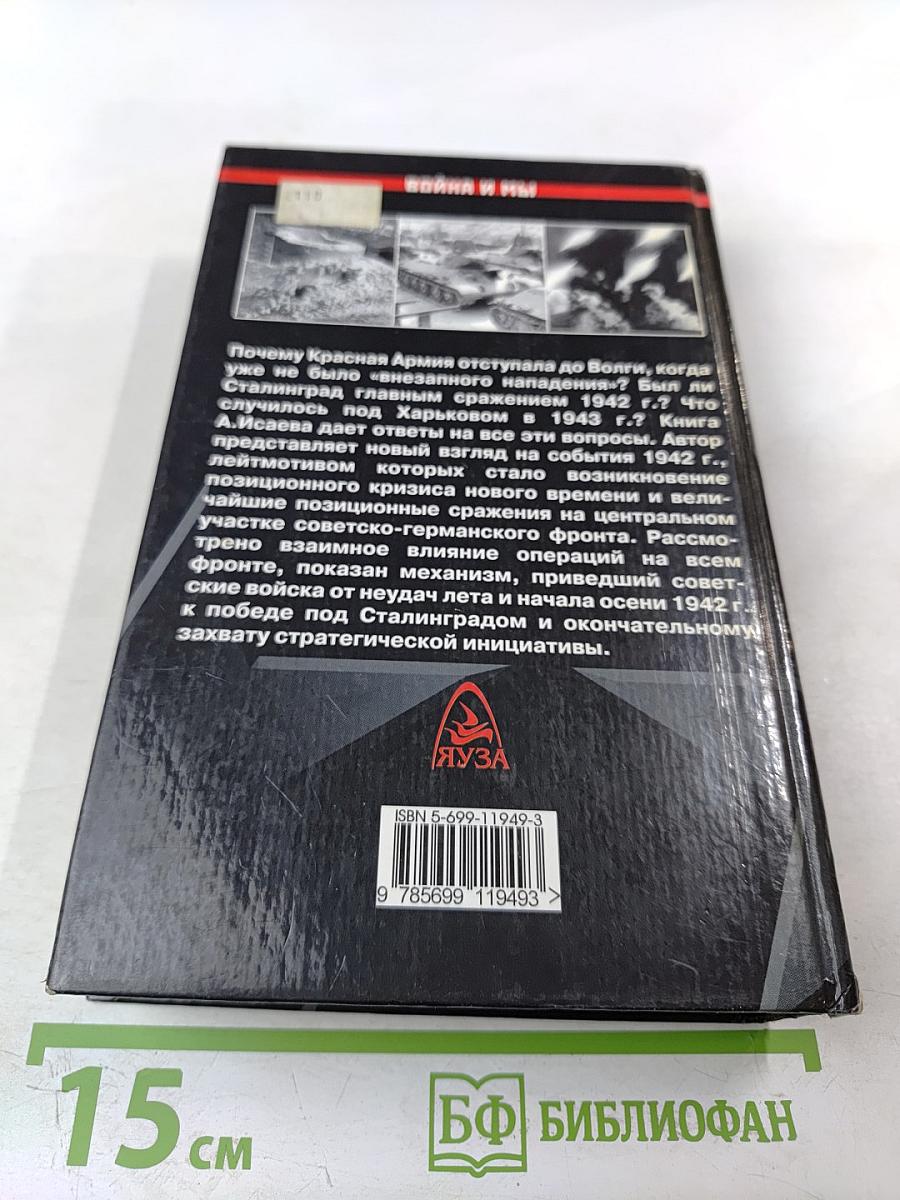 ВОЙНА И МЫ
Почему Красная Армия отступала до Волги, когда
уже не было «внезапного нападения»? Был ли
Сталинград главным сражением 1942 г.? Что
случилось под Харьковом в 1943 г.? Книга
А.Исаева дает ответы на все эти вопросы. Автор
представляет новый взгляд на события 1942 г.,
лейтмотивом которых стало возникновение
позиционного кризиса нового времени и вели-
чайшие позиционные сражения на центральном
участке советско-германского фронта. Рассмо-
трено взаимное влияние операций на всем
фронте, показан механизм, приведший совет-
ские войска от неудач лета и начала осени 1942 г.
к победе под Сталинградом и окончательному
захвату стратегической инициативы.
ЯУЗА
ISBN 5-699-11949-3
9 785699 119493 >
15 см
БФ БИБЛИОФАН